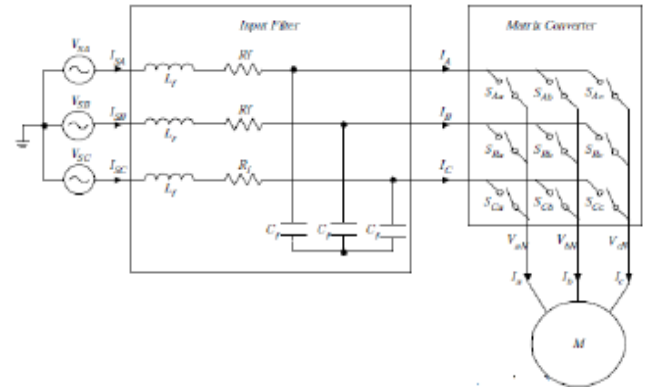 Input Filter
Matrix Converter
V_SA
I_SA
L_f
Rf
I_A
S_Aa
S_Ab
S_Ac
V_SB
I_SB
L_f
Rf
I_B
S_Ba
S_Bb
S_Bc
V_SC
I_SC
L_f
R_f
I_C
S_Ca
S_Cb
S_Cc
C_f
C_f
C_f
V_aN
V_bN
V_cN
I_a
I_b
I_c
M